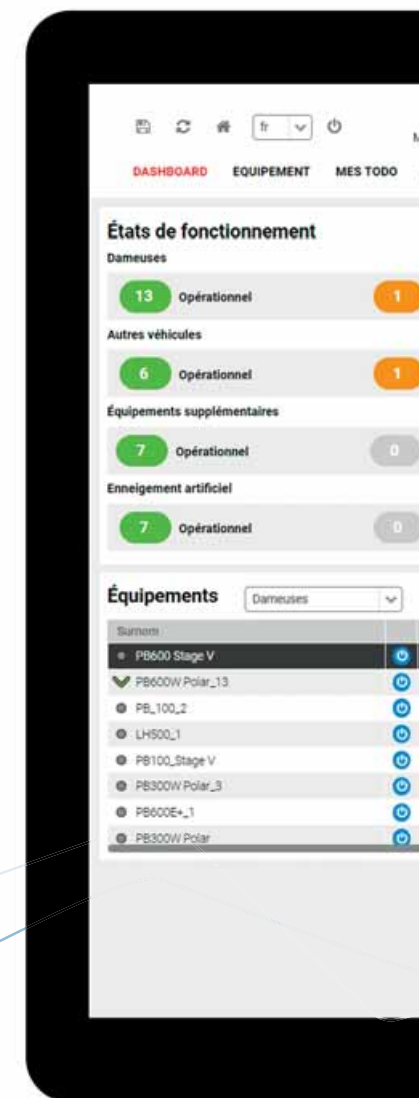 fr
DASHBOARD EQUIPEMENT MES TODO
États de fonctionnement
Dameuses
13 Opérationnel 1
Autres véhicules
6 Opérationnel 1
Équipements supplémentaires
7 Opérationnel 0
Enneigement artificiel
7 Opérationnel 0
Équipements Dameuses
Surnom
PB600 Stage V
PB600W Polar_13
PB_100_2
LH500_1
PB100_Stage V
PB300W Polar_3
PB600E+_1
PB300W Polar